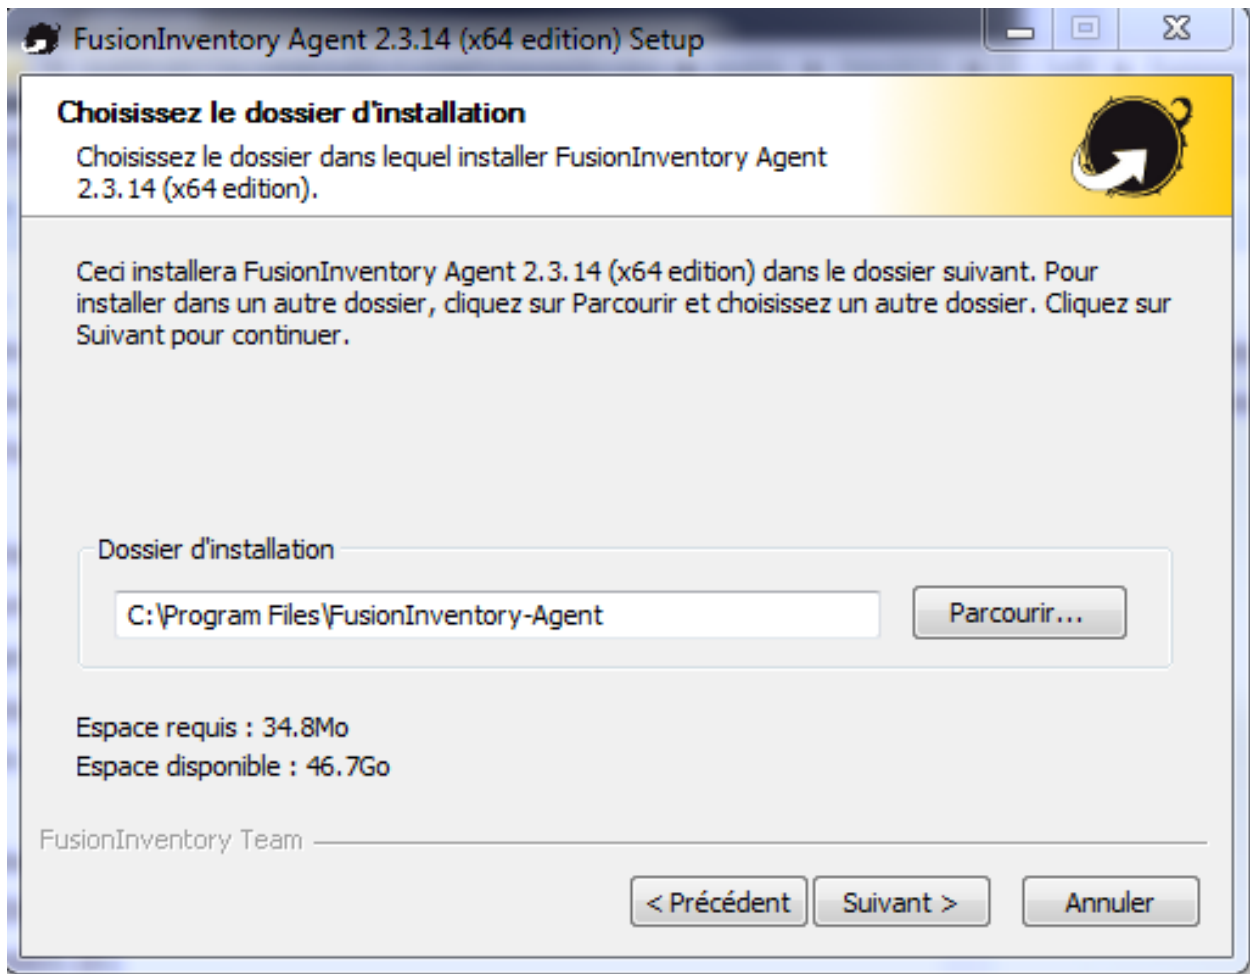 FusionInventory Agent 2.3.14 (x64 edition) Setup
Choisissez le dossier d'installation
Choisissez le dossier dans lequel installer FusionInventory Agent
2.3.14 (x64 edition).
Ceci installera FusionInventory Agent 2.3.14 (x64 edition) dans le dossier suivant. Pour
installer dans un autre dossier, cliquez sur Parcourir et choisissez un autre dossier. Cliquez sur
Suivant pour continuer.
Dossier d'installation
C:\Program Files\FusionInventory-Agent
Parcourir...
Espace requis : 34.8Mo
Espace disponible : 46.7Go
FusionInventory Team
< Précédent
Suivant >
Annuler